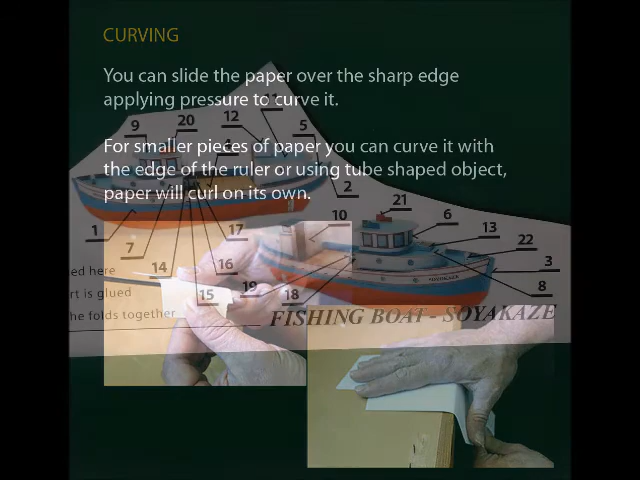 CURVING
You can slide the paper over the sharp edge
applying pressure to curve it.
11
12
20
9
5
For smaller pieces of paper you can curve it with
the edge of the ruler or using tube shaped object,
paper will curl on its own.
2
21
10
6
1
17
13
7
22
16
14
3
ed here
19
8
rt is glued
15
18
he folds together
FISHING BOAT - SOYAKAZE